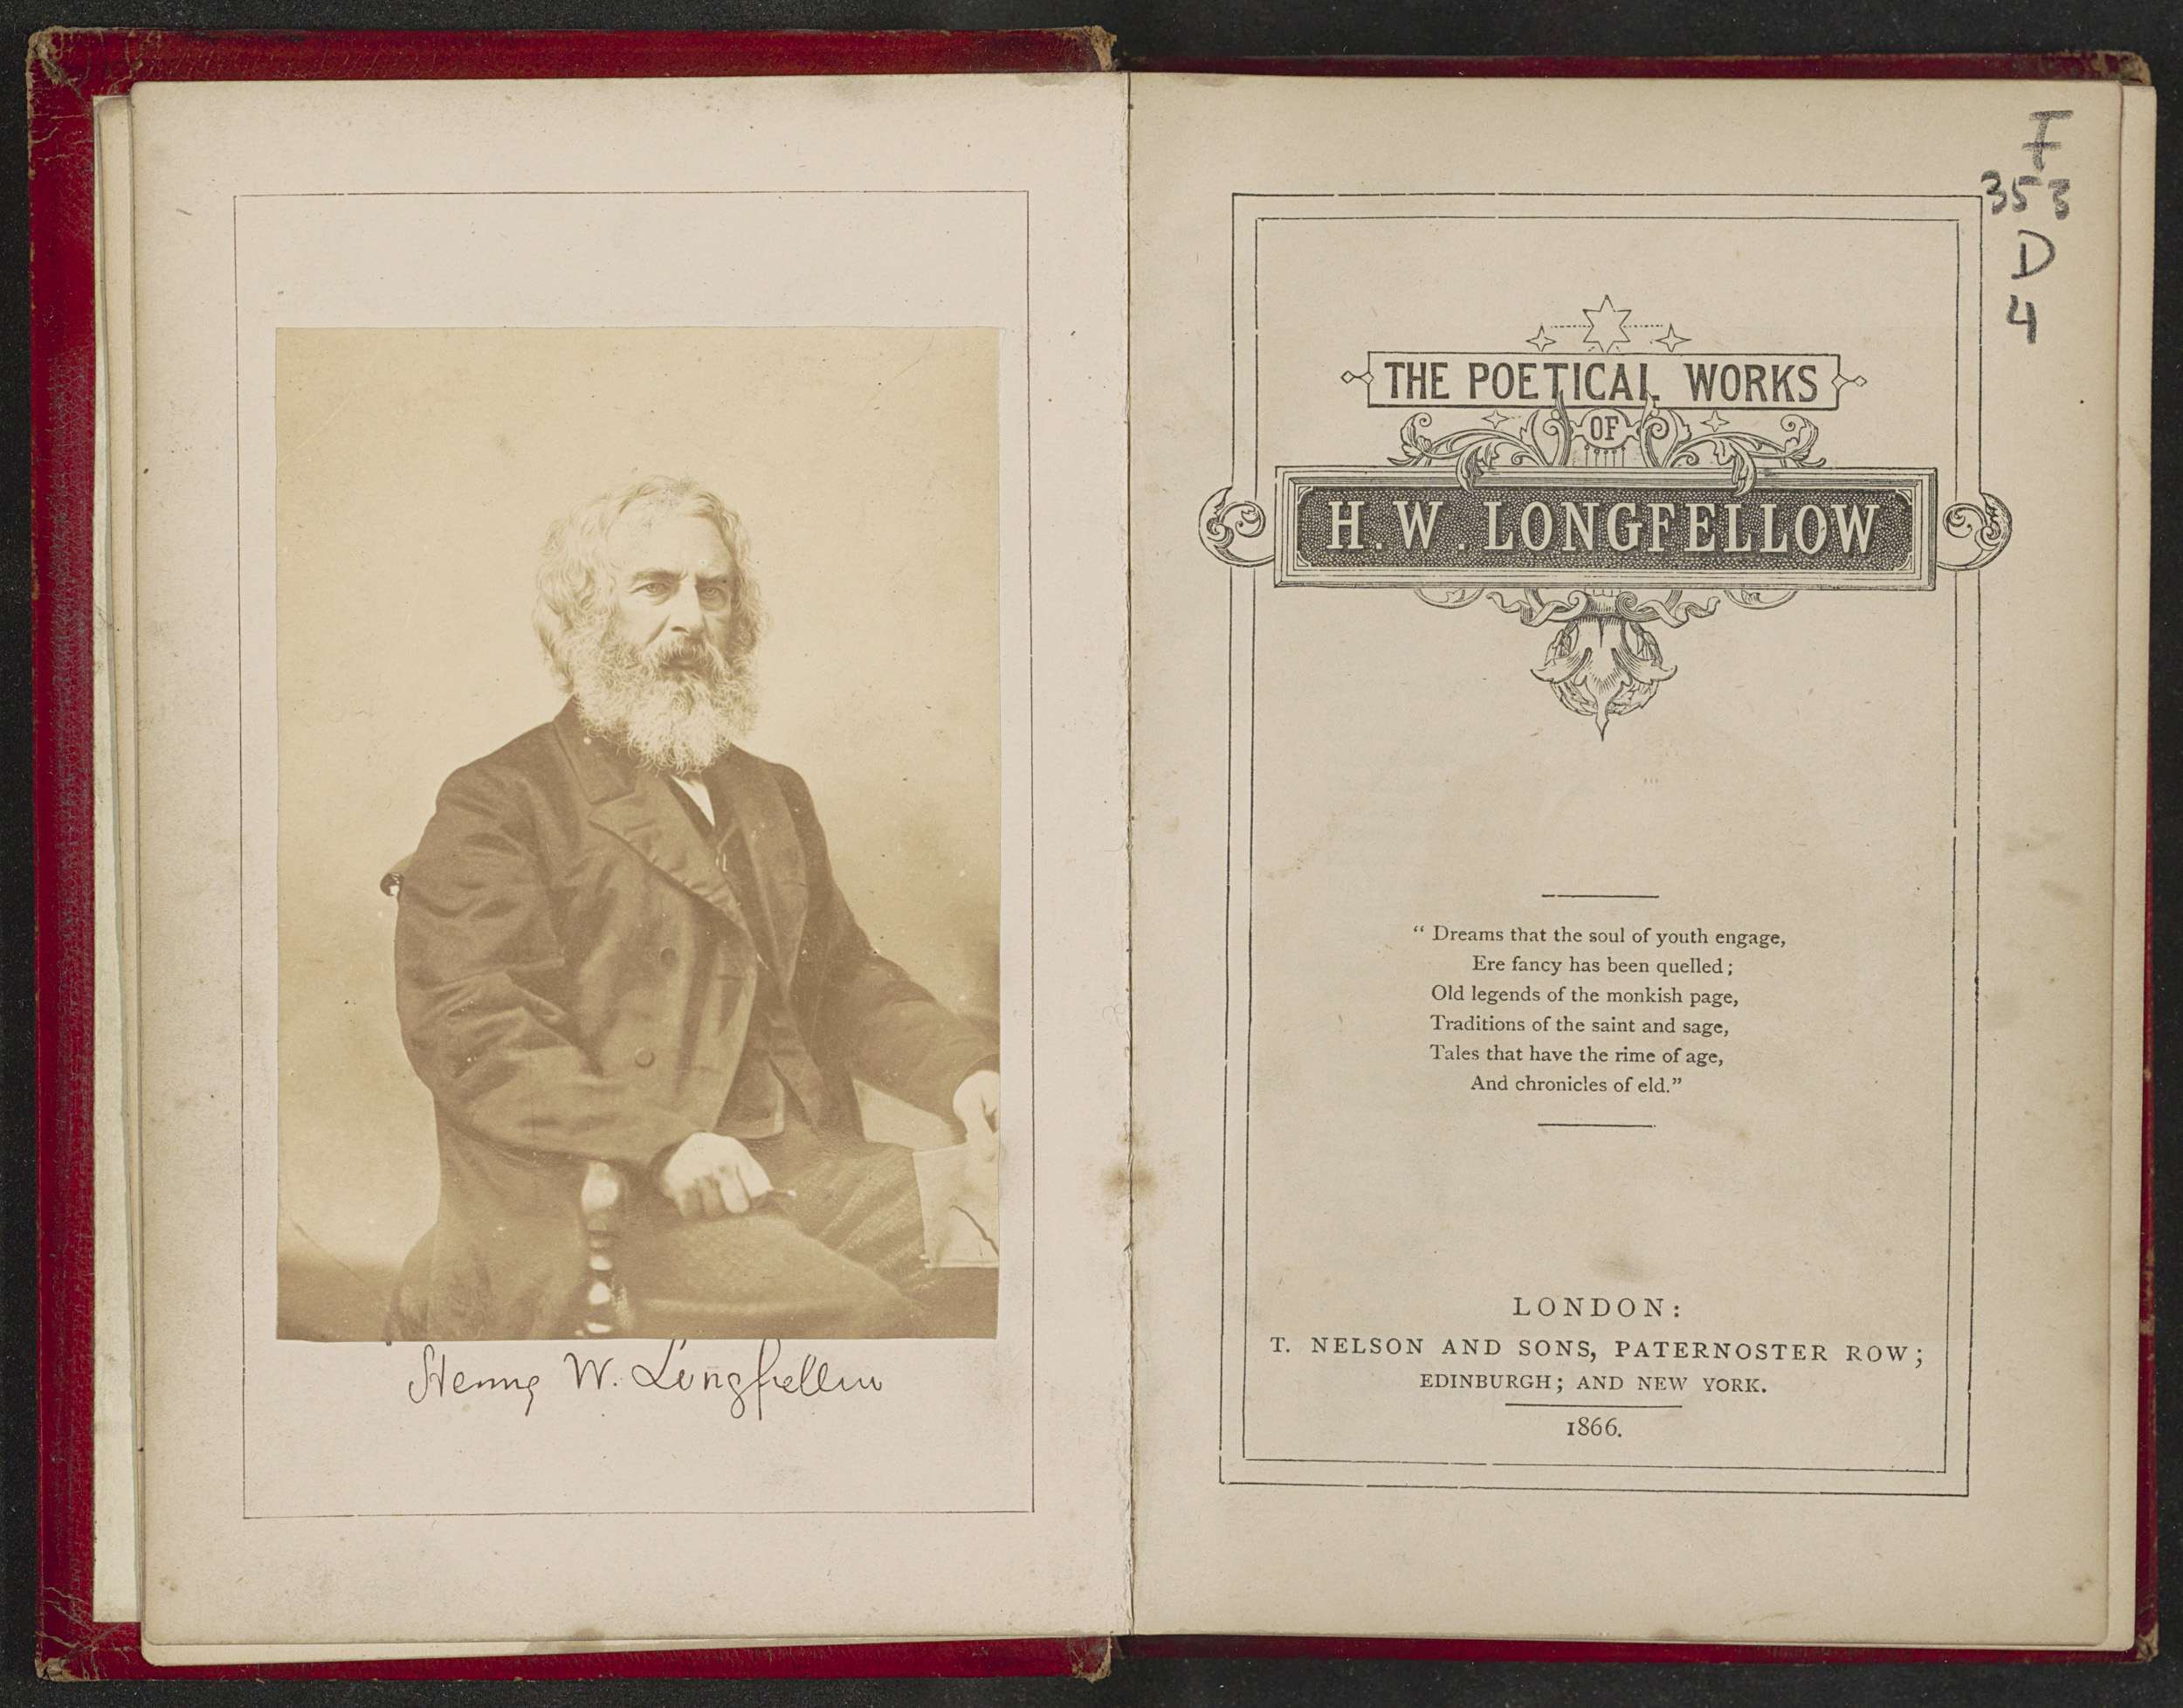 Henry W. Longfellow
F
353
D
4
THE POETICAL WORKS
OF
H. W. LONGFELLOW
“ Dreams that the soul of youth engage,
Ere fancy has been quelled ;
Old legends of the monkish page,
Traditions of the saint and sage,
Tales that have the rime of age,
And chronicles of eld.”
LONDON:
T. NELSON AND SONS, PATERNOSTER ROW;
EDINBURGH; AND NEW YORK.
1866.